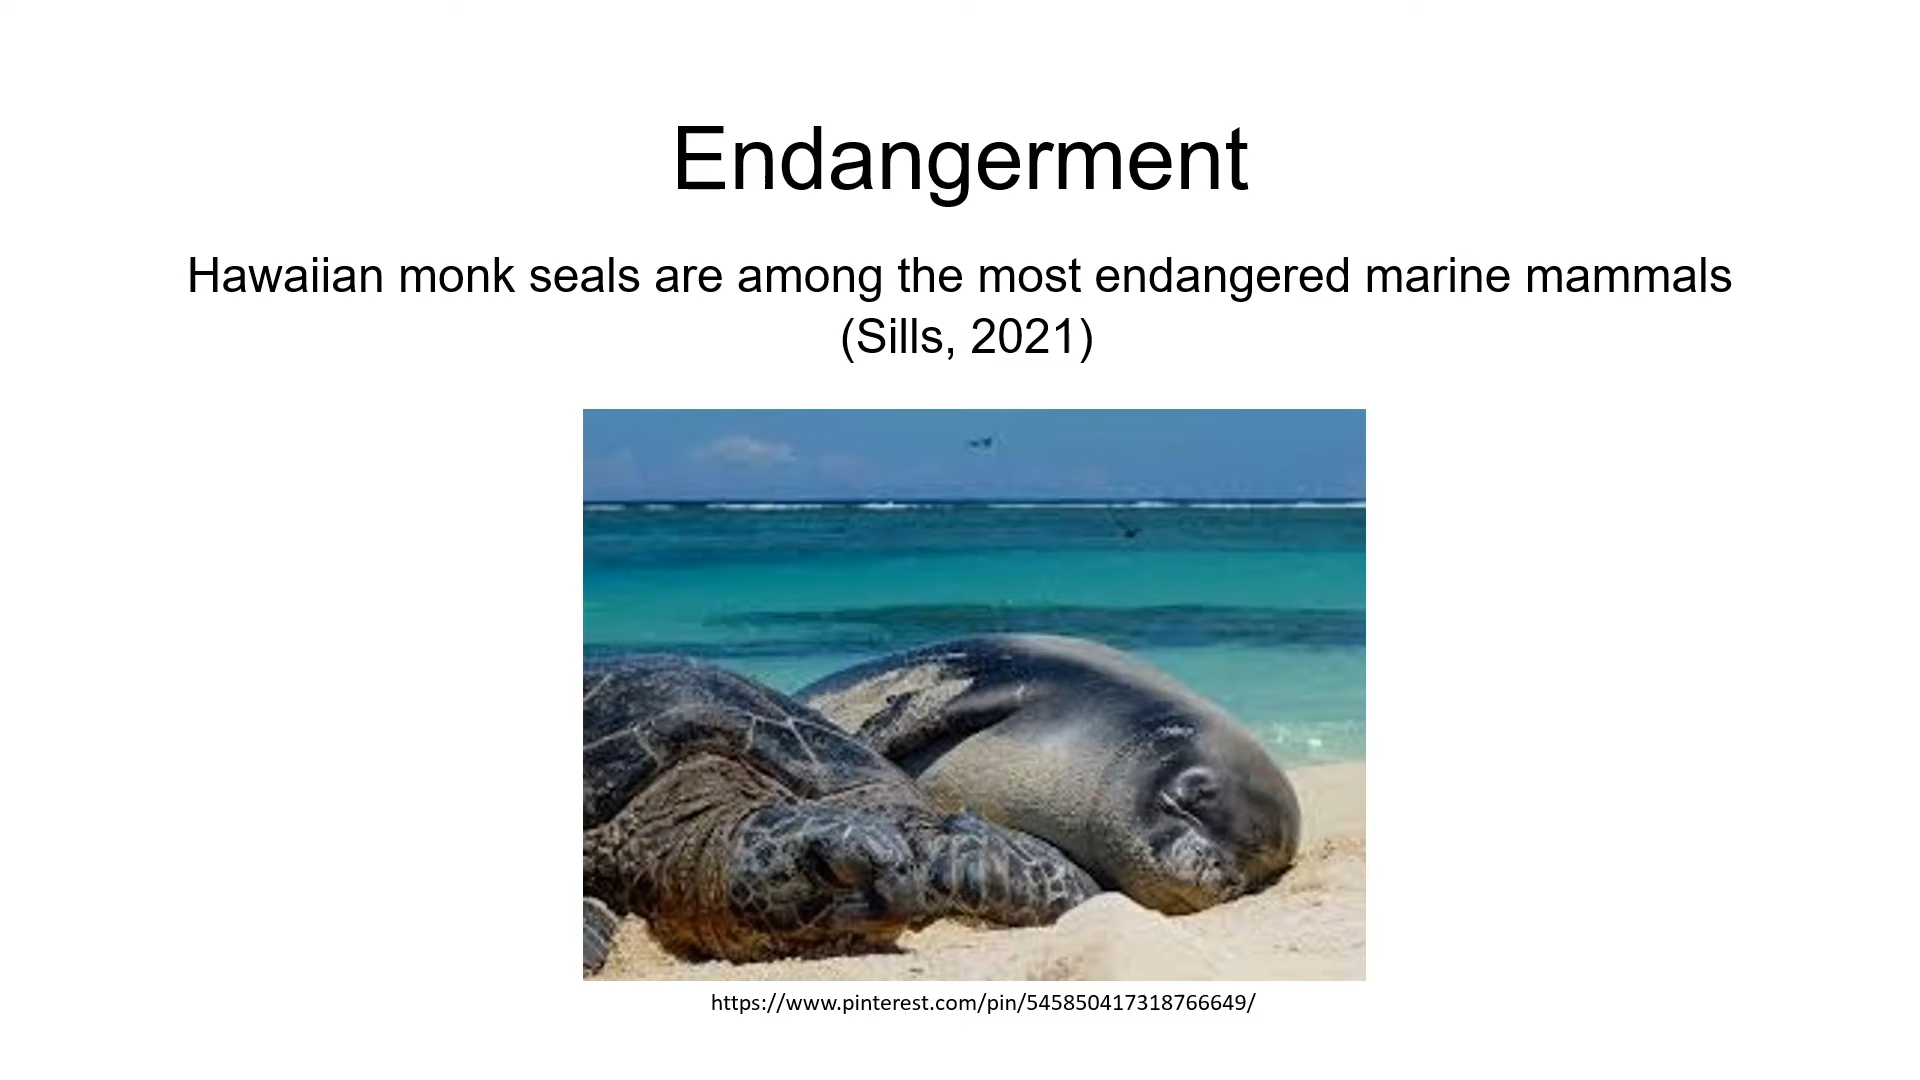 Endangerment
Hawaiian monk seals are among the most endangered marine mammals
(Sills, 2021)
https://www.pinterest.com/pin/545850417318766649/